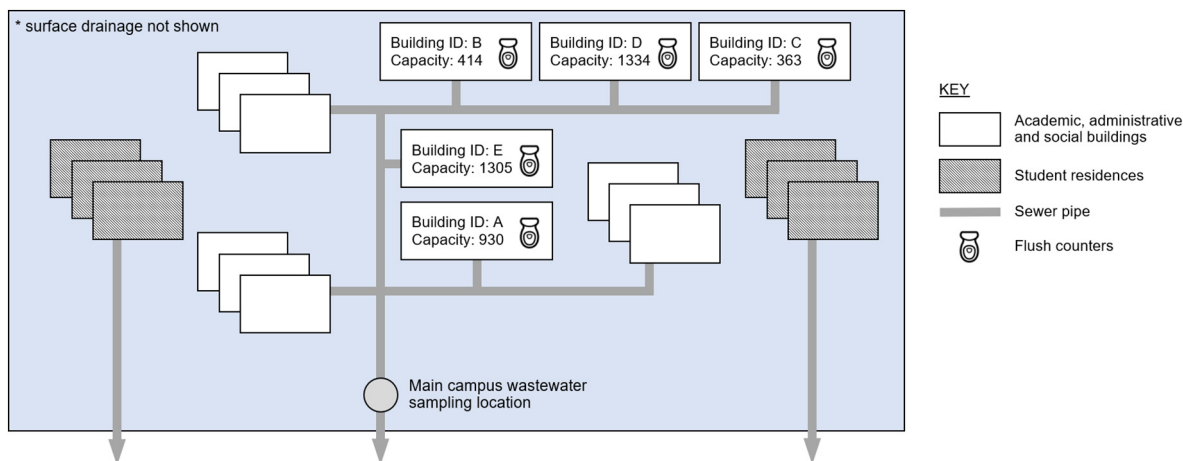 * surface drainage not shown
Building ID: B
Capacity: 414
Building ID: D
Capacity: 1334
Building ID: C
Capacity: 363
Building ID: E
Capacity: 1305
Building ID: A
Capacity: 930
Main campus wastewater
sampling location
KEY
Academic, administrative
and social buildings
Student residences
Sewer pipe
Flush counters